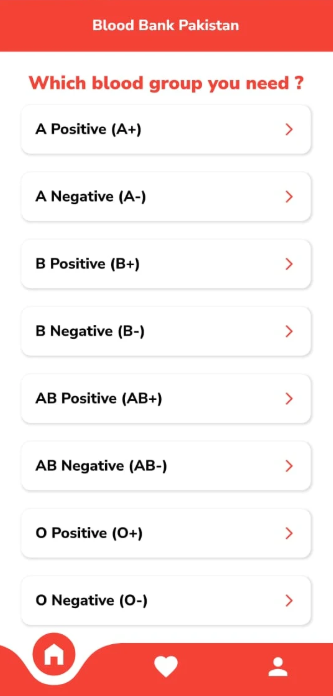 Blood Bank Pakistan
Which blood group you need ?
A Positive (A+)
A Negative (A-)
B Positive (B+)
B Negative (B-)
AB Positive (AB+)
AB Negative (AB-)
O Positive (O+)
O Negative (O-)